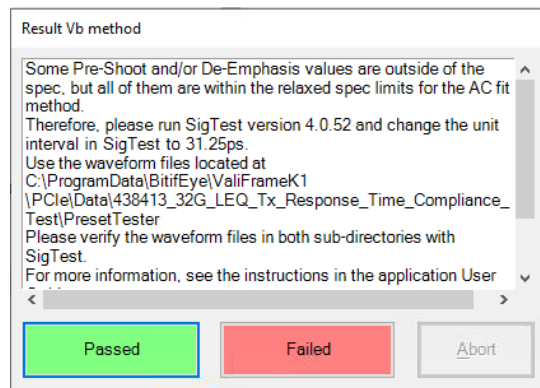 Result Vb method
Some Pre-Shoot and/or De-Emphasis values are outside of the
spec, but all of them are within the relaxed spec limits for the AC fit
method.
Therefore, please run SigTest version 4.0.52 and change the unit
interval in SigTest to 31.25ps.
Use the waveform files located at
C:\ProgramData\BitifEye\ValiFrameK1
\PCIe\Data\438413_32G_LEQ_Tx_Response_Time_Compliance_
Test\PresetTester
Please verify the waveform files in both sub-directories with
SigTest.
For more information, see the instructions in the application User
Passed
Failed
Abort